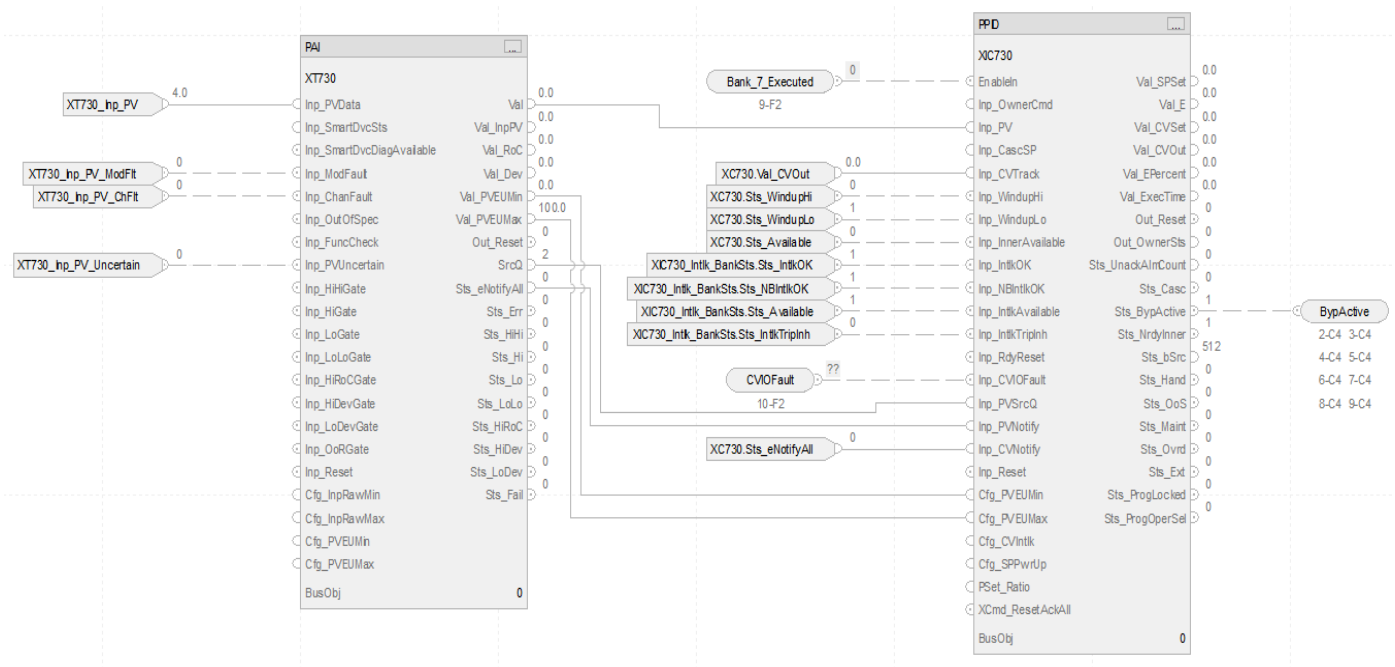 PAI ...
XT730
XT730_Inp_PV 4.0 Inp_PVData Val 0.0
Inp_SmartDvcSts Val_InpPV 0.0
Inp_SmartDvcDiagAvailable Val_RoC 0.0
XT730_Inp_PV_ModFlt 0 Inp_ModFault Val_Dev 0.0
XT730_Inp_PV_ChFlt 0 Inp_ChanFault Val_PVEUMin 0.0
Inp_OutOfSpec Val_PVEUMax 100.0
Inp_FuncCheck Out_Reset 0
XT730_Inp_PV_Uncertain 0 Inp_PVUncertain SrcQ 2
Inp_HiHiGate Sts_eNotifyAll 0
Inp_HiGate Sts_Err 0
Inp_LoGate Sts_HiHi 0
Inp_LoLoGate Sts_Hi 0
Inp_HiRoCGate Sts_Lo 0
Inp_HiDevGate Sts_LoLo 0
Inp_LoDevGate Sts_HiRoC 0
Inp_OoRGate Sts_HiDev 0
Inp_Reset Sts_LoDev 0
Cfg_InpRawMin Sts_Fail 0
Cfg_InpRawMax
Cfg_PVEUMin
Cfg_PVEUMax
BusObj 0
PPID ...
XIC730
Bank_7_Executed 0 EnableIn Val_SPSet 0.0
9-F2 Inp_OwnerCmd Val_E 0.0
Inp_PV Val_CVSet 0.0
Inp_CascSP Val_CVOut 0.0
XC730.Val_CVOut 0.0 Inp_CVTrack Val_EPercent 0.0
XC730.Sts_WindupHi 0 Inp_WindupHi Val_ExecTime 0.0
XC730.Sts_WindupLo 1 Inp_WindupLo Out_Reset 0
XC730.Sts_Available 0 Inp_InnerAvailable Out_OwnerSts 0
XIC730_Intlk_BankSts.Sts_IntlkOK 1 Inp_IntlkOK Sts_UnackAlmCount 0
XIC730_Intlk_BankSts.Sts_NBIntlkOK 1 Inp_NBIntlkOK Sts_Casc 0
XIC730_Intlk_BankSts.Sts_Available 1 Inp_IntlkAvailable Sts_BypActive 1 BypActive
XIC730_Intlk_BankSts.Sts_IntlkTripInh 0 Inp_IntlkTripInh Sts_NrdyInner 1 2-C4 3-C4
Inp_RdyReset Sts_bSrc 512 4-C4 5-C4
CVIOFault ?? Inp_CVIOFault Sts_Hand 0 6-C4 7-C4
10-F2 Inp_PVSrcQ Sts_OoS 0 8-C4 9-C4
Inp_PVNotify Sts_Maint 0
XC730.Sts_eNotifyAll 0 Inp_CVNotify Sts_Ovrd 0
Inp_Reset Sts_Ext 0
Cfg_PVEUMin Sts_ProgLocked 0
Cfg_PVEUMax Sts_ProgOperSel 0
Cfg_CVIntlk
Cfg_SPPwrUp
PSet_Ratio
XCmd_ResetAckAll
BusObj 0